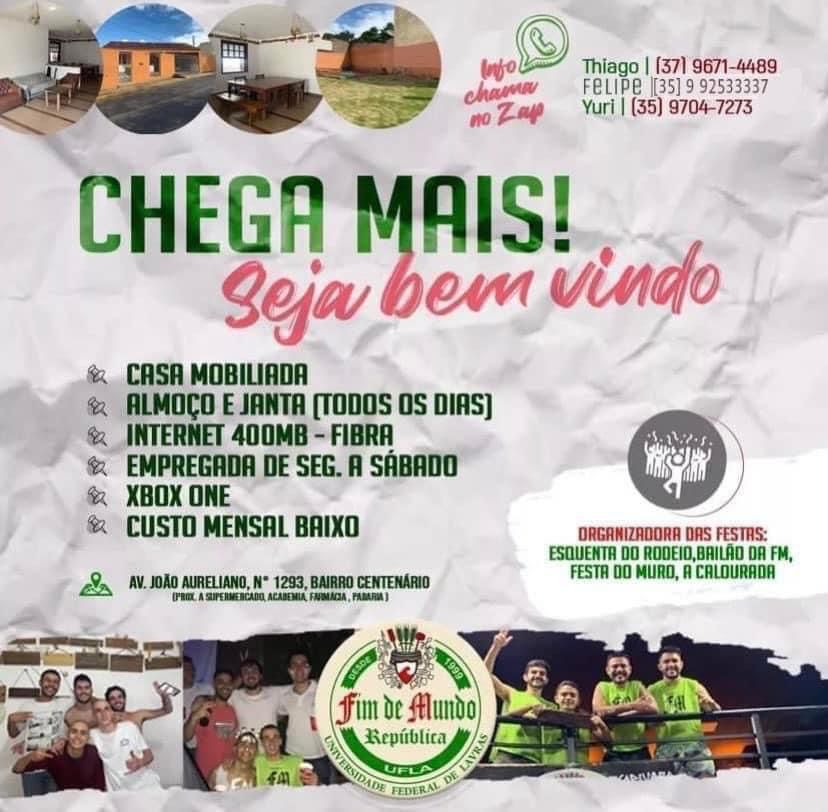 Info
chama
no Zap
Thiago | (37) 9671-4489
Felipe |[35] 9 92533337
Yuri | (35) 9704-7273
CHEGA MAIS!
Seja bem vindo
CASA MOBILIADA
ALMOÇO E JANTA (TODOS OS DIAS)
INTERNET 400MB - FIBRA
EMPREGADA DE SEG. A SÁBADO
XBOX ONE
CUSTO MENSAL BAIXO
ORGANIZADORA DAS FESTAS:
ESQUENTA DO RODEIO,BAILÃO DA FM,
FESTA DO MURO, A CALOURADA
AV. JOÃO AURELIANO, N° 1293, BAIRRO CENTENÁRIO
(PROX. A SUPERMERCADO, ACADEMIA, FARMÁCIA , PADARIA )
DESDE 1999
Fim de Mundo
República
UFLA
UNIVERSIDADE FEDERAL DE LAVRAS
FM
FM